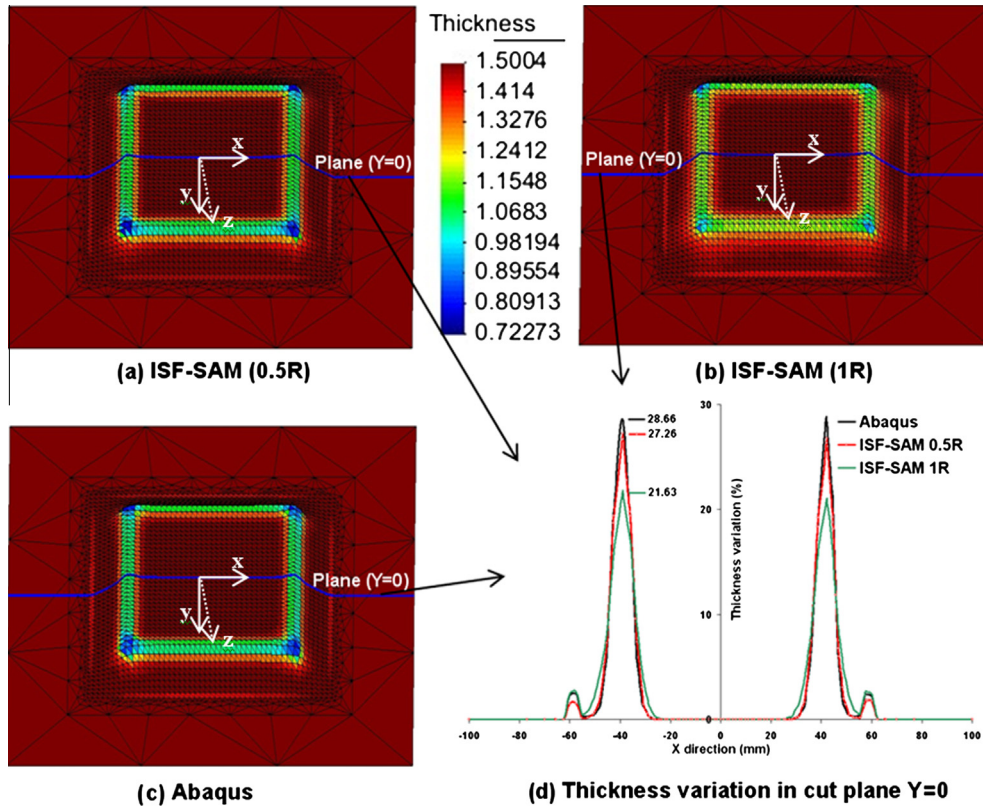 Thickness
1.5004
1.414
1.3276
1.2412
1.1548
1.0683
0.98194
0.89554
0.80913
0.72273
x
Plane (Y=0)
y
z
(a) ISF-SAM (0.5R)
Plane (Y=0)
x
y
z
(b) ISF-SAM (1R)
x
Plane (Y=0)
y
z
(c) Abaqus
30
20
10
0
28.66
27.26
21.63
Thickness variation (%)
Abaqus
ISF-SAM 0.5R
ISF-SAM 1R
-100 -80 -60 -40 -20 0 20 40 60 80 100
X direction (mm)
(d) Thickness variation in cut plane Y=0